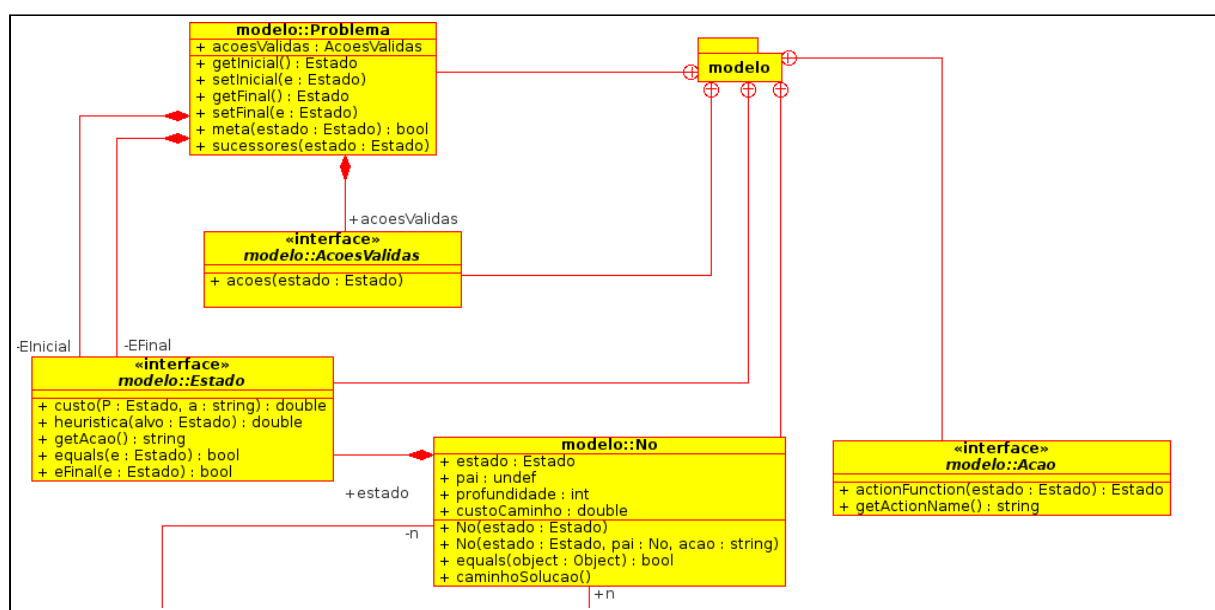 modelo::Problema
+ acoesValidas : AcoesValidas
+ getInicial() : Estado
+ setInicial(e : Estado)
+ getFinal() : Estado
+ setFinal(e : Estado)
+ meta(estado : Estado) : bool
+ sucessores(estado : Estado)
modelo
+acoesValidas
«interface»
modelo::AcoesValidas
+ acoes(estado : Estado)
-EInicial
-EFinal
«interface»
modelo::Estado
+ custo(P : Estado, a : string) : double
+ heuristica(alvo : Estado) : double
+ getAcao() : string
+ equals(e : Estado) : bool
+ eFinal(e : Estado) : bool
+estado
modelo::No
+ estado : Estado
+ pai : undef
+ profundidade : int
+ custoCaminho : double
+ No(estado : Estado)
+ No(estado : Estado, pai : No, acao : string)
+ equals(object : Object) : bool
+ caminhoSolucao()
-n
+n
«interface»
modelo::Acao
+ actionFunction(estado : Estado) : Estado
+ getActionName() : string